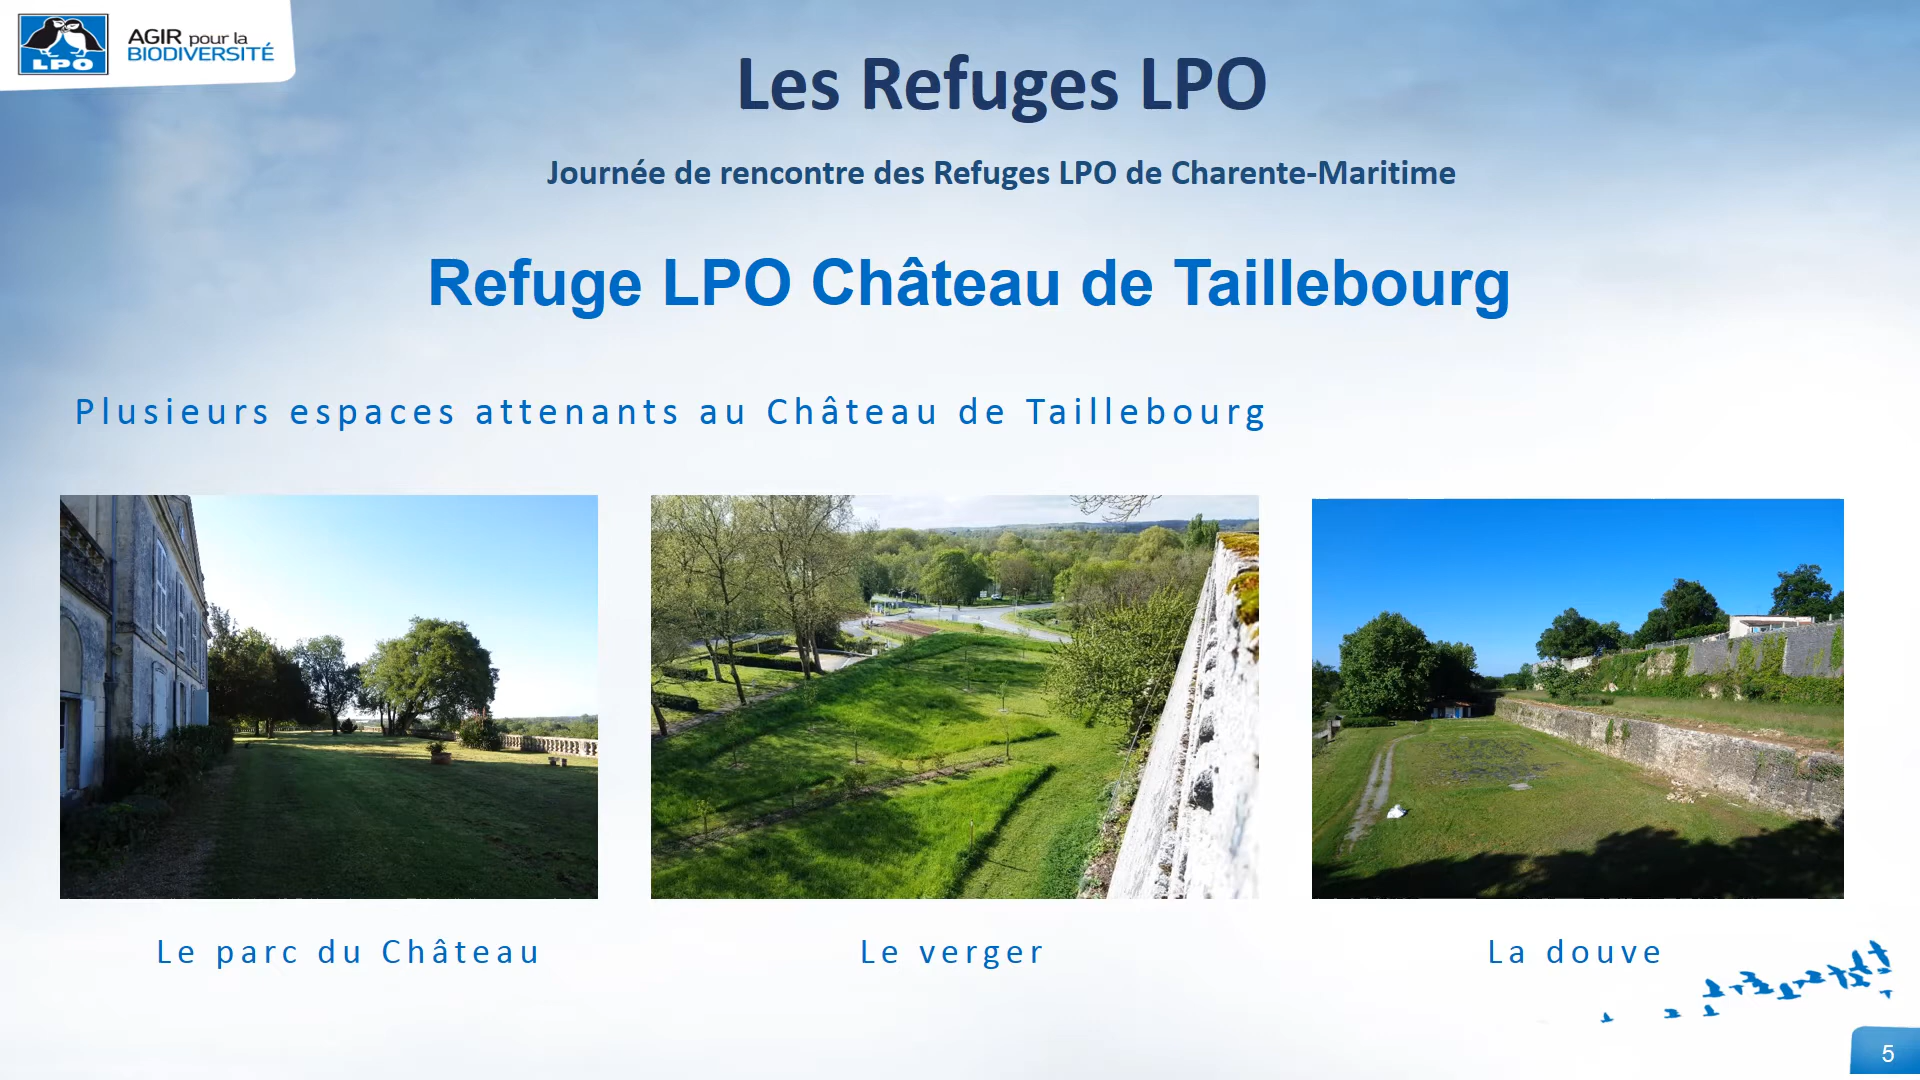 LPO
AGIR pour la
BIODIVERSITÉ
Les Refuges LPO
Journée de rencontre des Refuges LPO de Charente-Maritime
Refuge LPO Château de Taillebourg
Plusieurs espaces attenants au Château de Taillebourg
Le parc du Château
Le verger
La douve
5